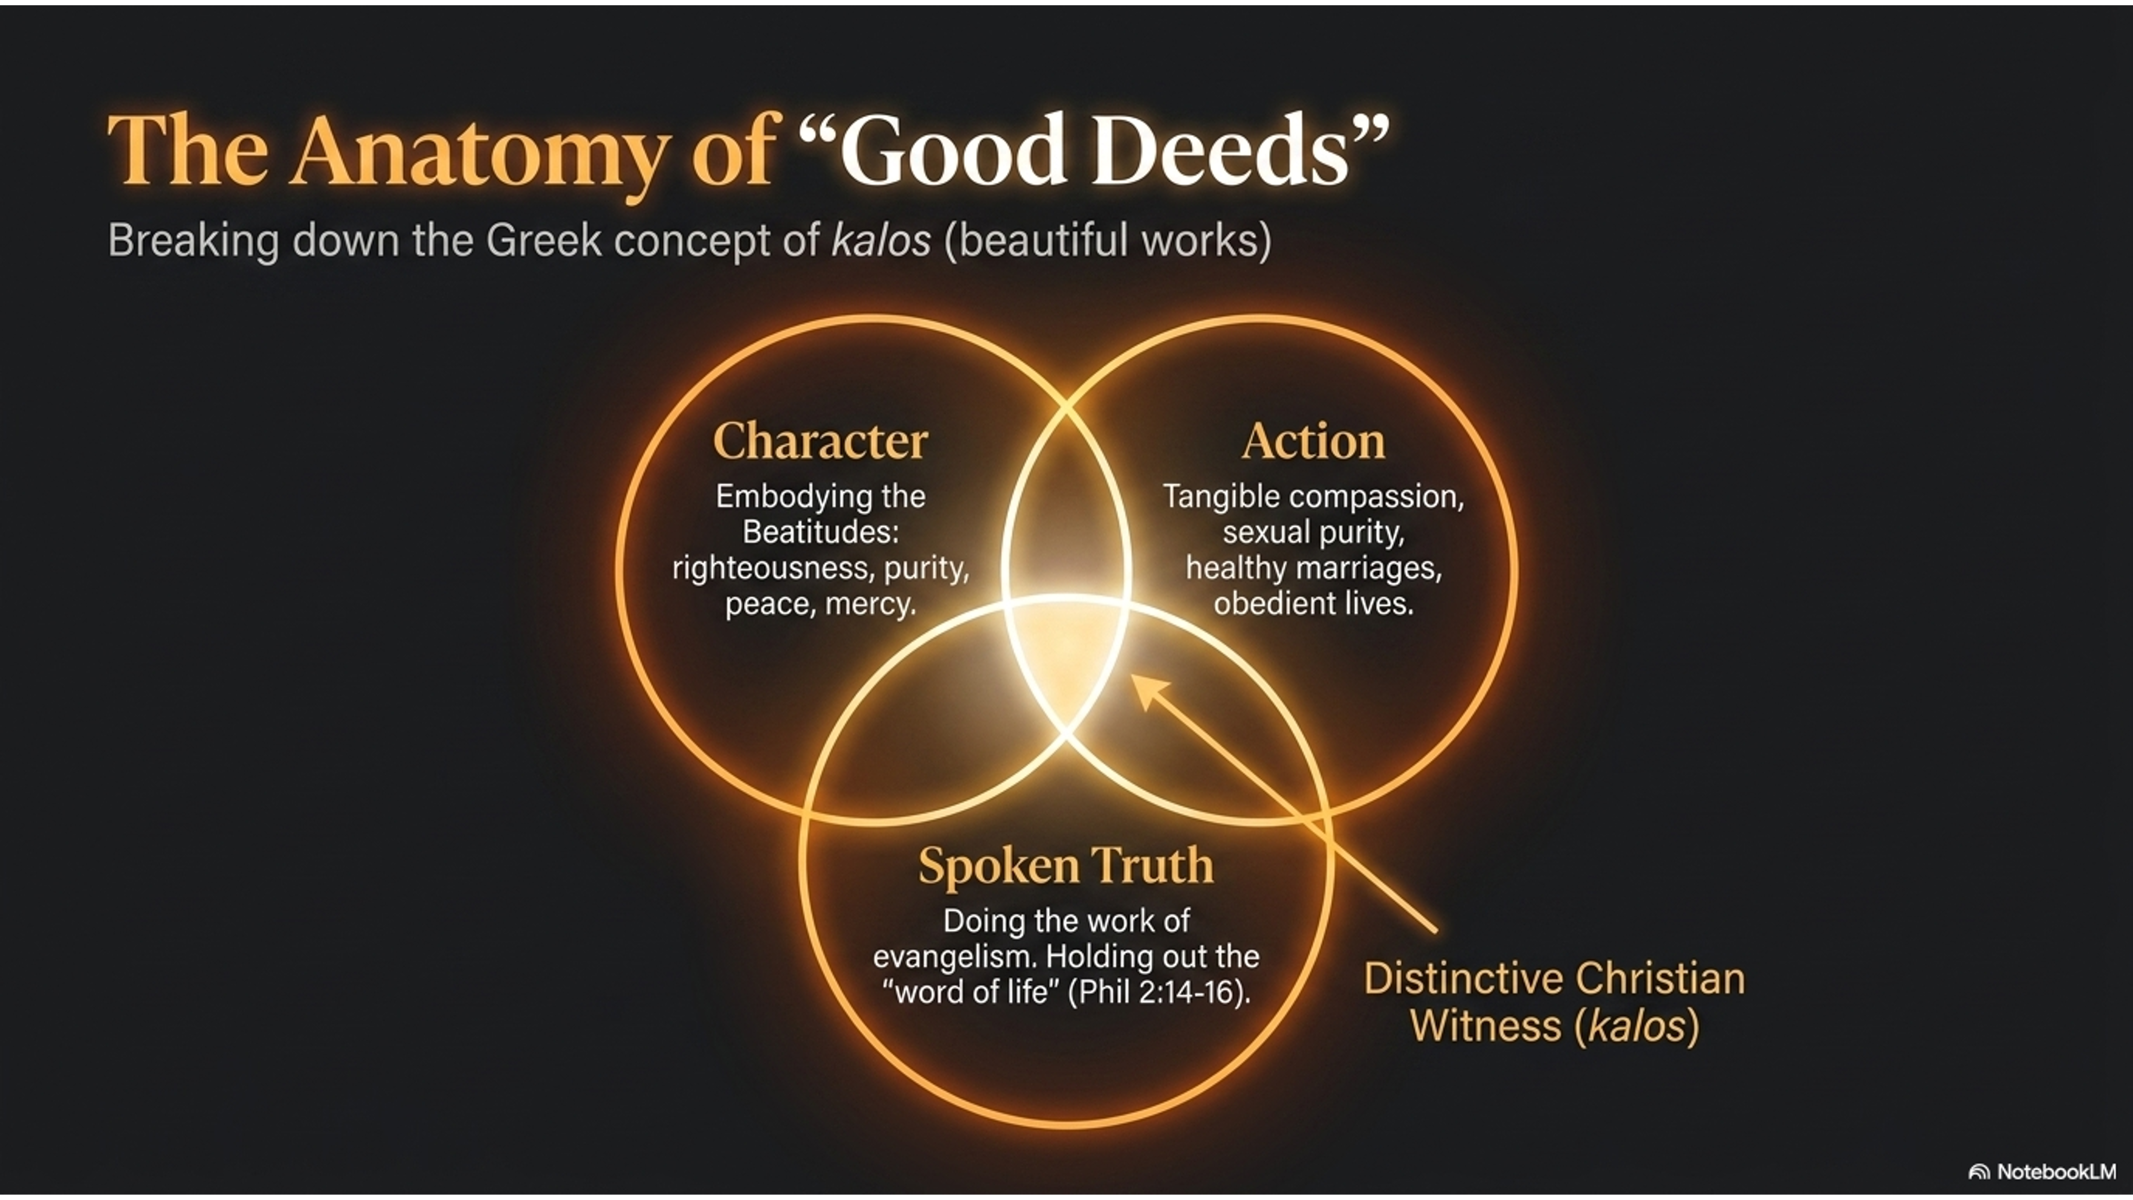 The Anatomy of “Good Deeds”
Breaking down the Greek concept of kalos (beautiful works)
Character
Embodying the
Beatitudes:
righteousness, purity,
peace, mercy.
Action
Tangible compassion,
sexual purity,
healthy marriages,
obedient lives.
Spoken Truth
Doing the work of
evangelism. Holding out the
“word of life” (Phil 2:14-16).
Distinctive Christian
Witness (kalos)
NotebookLM